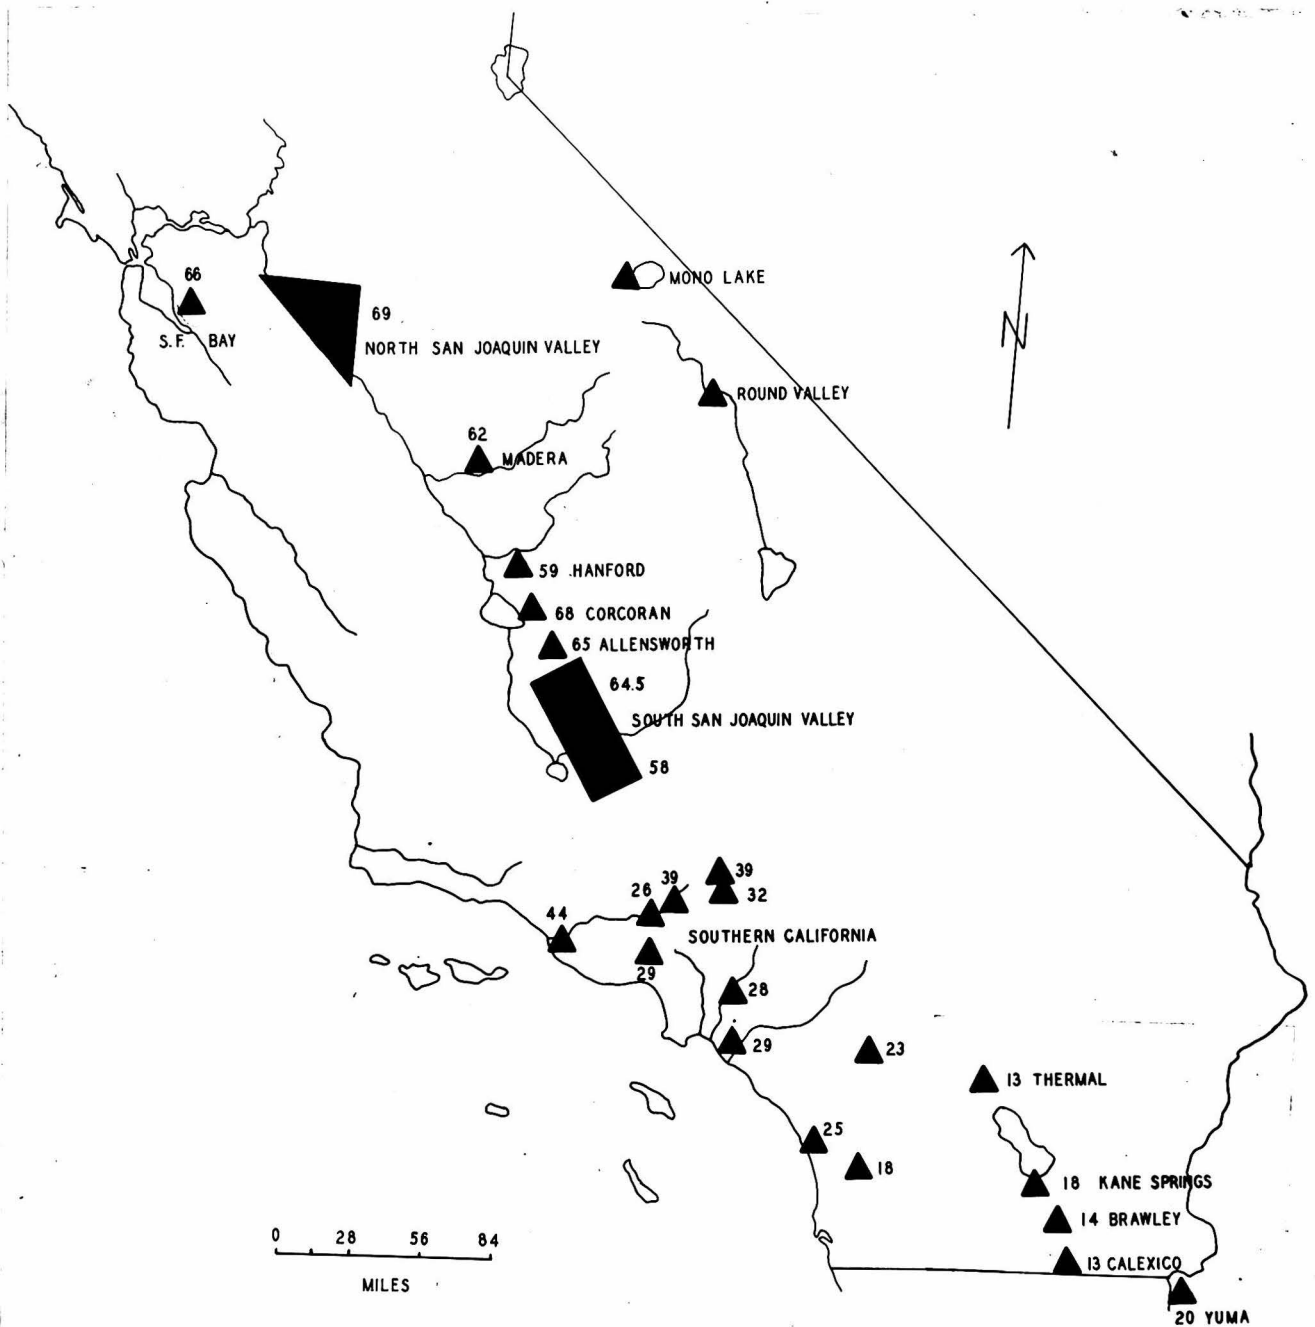 66
S.F. BAY
69
NORTH SAN JOAQUIN VALLEY
MONO LAKE
N
ROUND VALLEY
62
MADERA
59 .HANFORD
68 CORCORAN
65 ALLENSWORTH
64.5
SOUTH SAN JOAQUIN VALLEY
58
39
39
26
32
44
SOUTHERN CALIFORNIA
29
28
29
23
13 THERMAL
25
18
18 KANE SPRINGS
14 BRAWLEY
13 CALEXICO
20 YUMA
0 28 56 84
MILES